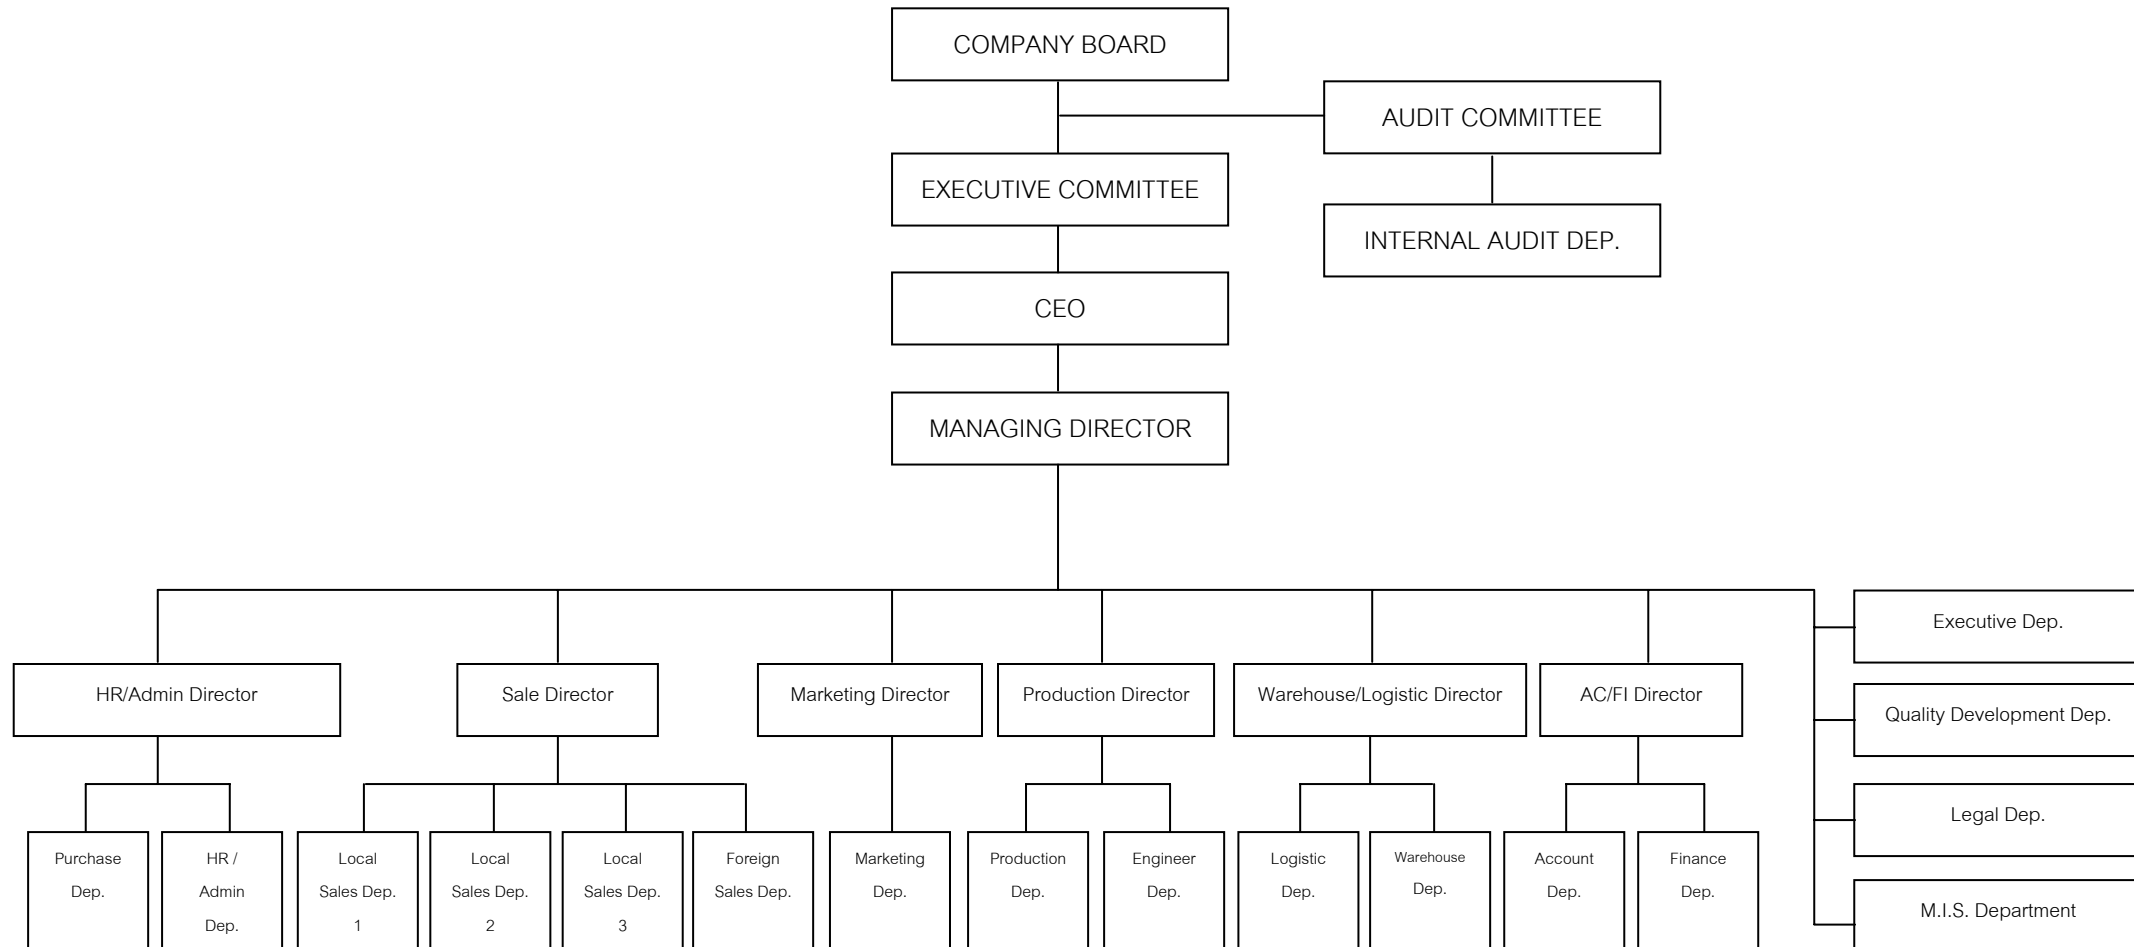 COMPANY BOARD
AUDIT COMMITTEE
EXECUTIVE COMMITTEE
INTERNAL AUDIT DEP.
CEO
MANAGING DIRECTOR
Executive Dep.
HR/Admin Director
Sale Director
Marketing Director
Production Director
Warehouse/Logistic Director
AC/FI Director
Quality Development Dep.
Legal Dep.
M.I.S. Department
Purchase
Dep.
HR /
Admin
Dep.
Local
Sales Dep.
1
Local
Sales Dep.
2
Local
Sales Dep.
3
Foreign
Sales Dep.
Marketing
Dep.
Production
Dep.
Engineer
Dep.
Logistic
Dep.
Warehouse
Dep.
Account
Dep.
Finance
Dep.